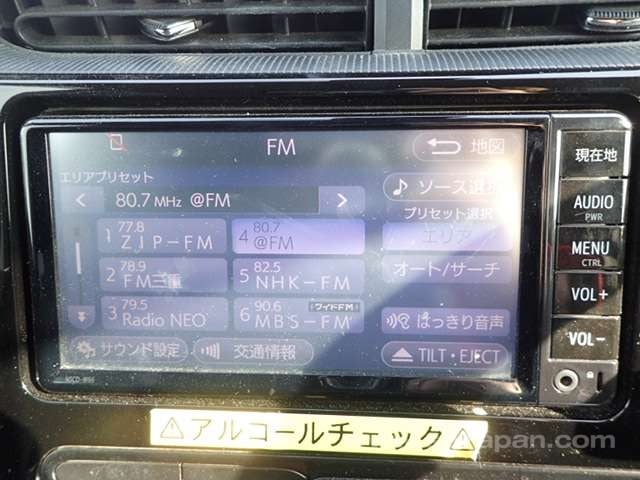 FM
地図
エリアプリセット
80.7 MHz @FM
ソース選択
プリセット選択
エリア
1 77.8 ZIP-FM
4 80.7 @FM
2 78.9 FM三重
5 82.5 NHK-FM
オート/サーチ
3 79.5 Radio NEO
6 90.6 ワイドFM MBS-FM
はっきり音声
サウンド設定
交通情報
TILT・EJECT
現在地
AUDIO
PWR
MENU
CTRL
VOL+
VOL-
アルコールチェック
japan.com